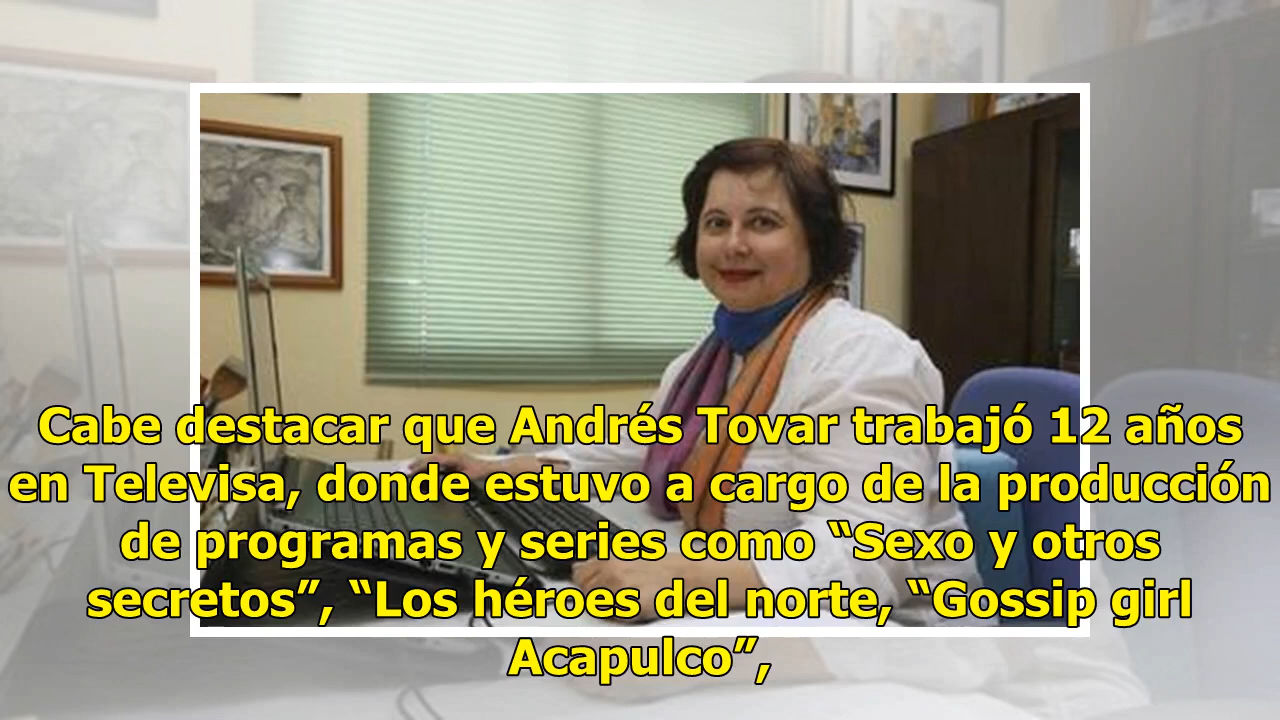 Cabe destacar que Andrés Tovar trabajó 12 años
en Televisa, donde estuvo a cargo de la producción
de programas y series como “Sexo y otros
secretos”, “Los héroes del norte, “Gossip girl
Acapulco”,